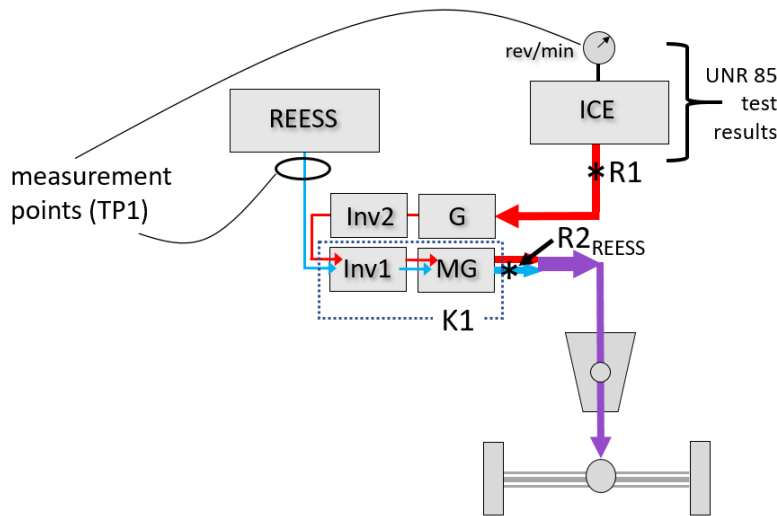 rev/min
UNR 85
test
results
ICE
REESS
*R1
measurement
points (TP1)
Inv2
G
R2REESS
Inv1
MG
*
K1